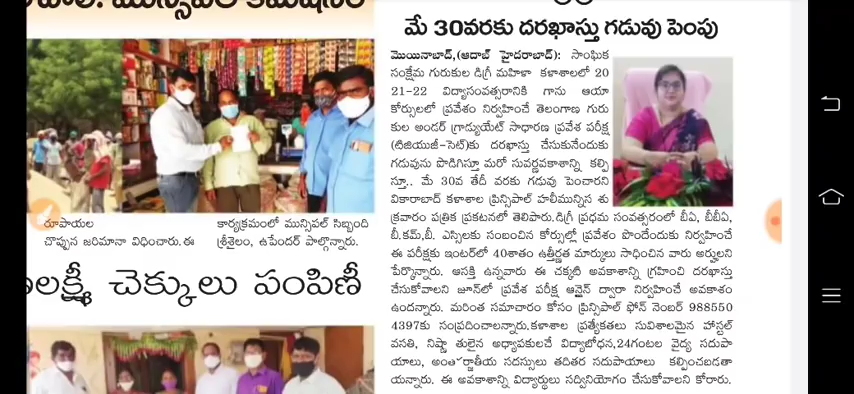 మున్సిపల్ కమిషనర్
రూపాయల
చొప్పున జరిమానా విధించారు. ఈ
కార్యక్రమంలో మున్సిపల్ సిబ్బంది
శ్రీశైలం, ఉపేందర్ పాల్గొన్నారు.
లక్ష్మీ చెక్కులు పంపిణీ
మే 30వరకు దరఖాస్తు గడువు పెంపు
మొయినాబాద్,(ఆదాబ్ హైదరాబాద్): సాంఘిక
సంక్షేమ గురుకుల డిగ్రీ మహిళా కళాశాలలో 20
21-22 విద్యాసంవత్సరానికి గాను ఆయా
కోర్సులలో ప్రవేశం నిర్వహించే తెలంగాణ గురు
కుల అండర్ గ్రాడ్యుయేట్ సాధారణ ప్రవేశ పరీక్ష
(టిజియుజీ-సెట్)కు దరఖాస్తు చేసుకునేందుకు
గడువును పొడిగిస్తూ మరో సువర్ణవకాశాన్ని కల్పి
స్తూ.. మే 30వ తేదీ వరకు గడువు పెంచారని
వికారాబాద్ కళాశాల ప్రిన్సిపాల్ హలీమున్నిస శు
క్రవారం పత్రిక ప్రకటనలో తెలిపారు.డిగ్రీ ప్రథమ సంవత్సరంలో బీఏ, బీబీఏ,
బీ.కమ్,బీ. ఎస్సిలకు సంబంచిన కోర్సుల్లో ప్రవేశం పొందేందుకు నిర్వహించే
ఈ పరీక్షకు ఇంటర్‌లో 40శాతం ఉత్తీర్ణత మార్కులు సాధించిన వారు అర్హులని
పేర్కొన్నారు. ఆసక్తి ఉన్నవారు ఈ చక్కటి అవకాశాన్ని గ్రహించి దరఖాస్తు
చేసుకోవాలని జూన్‌లో ప్రవేశ పరీక్ష ఆన్లైన్ ద్వారా నిర్వహించే అవకాశం
ఉందన్నారు. మరింత సమాచారం కోసం ప్రిన్సిపాల్ ఫోన్ నెంబర్ 988550
4397కు సంప్రదించాలన్నారు.కళాశాల ప్రత్యేకతలు సువిశాలమైన హాస్టల్
వసతి, నిష్ణాతులైన అధ్యాపకులచే విద్యాబోధన,24గంటల వైద్య సదుపా
యాలు, అంతర్జాతీయ సదస్సులు తదితర సదుపాయాలు కల్పించబడతా
యన్నారు. ఈ అవకాశాన్ని విద్యార్థులు సద్వినియోగం చేసుకోవాలని కోరారు.